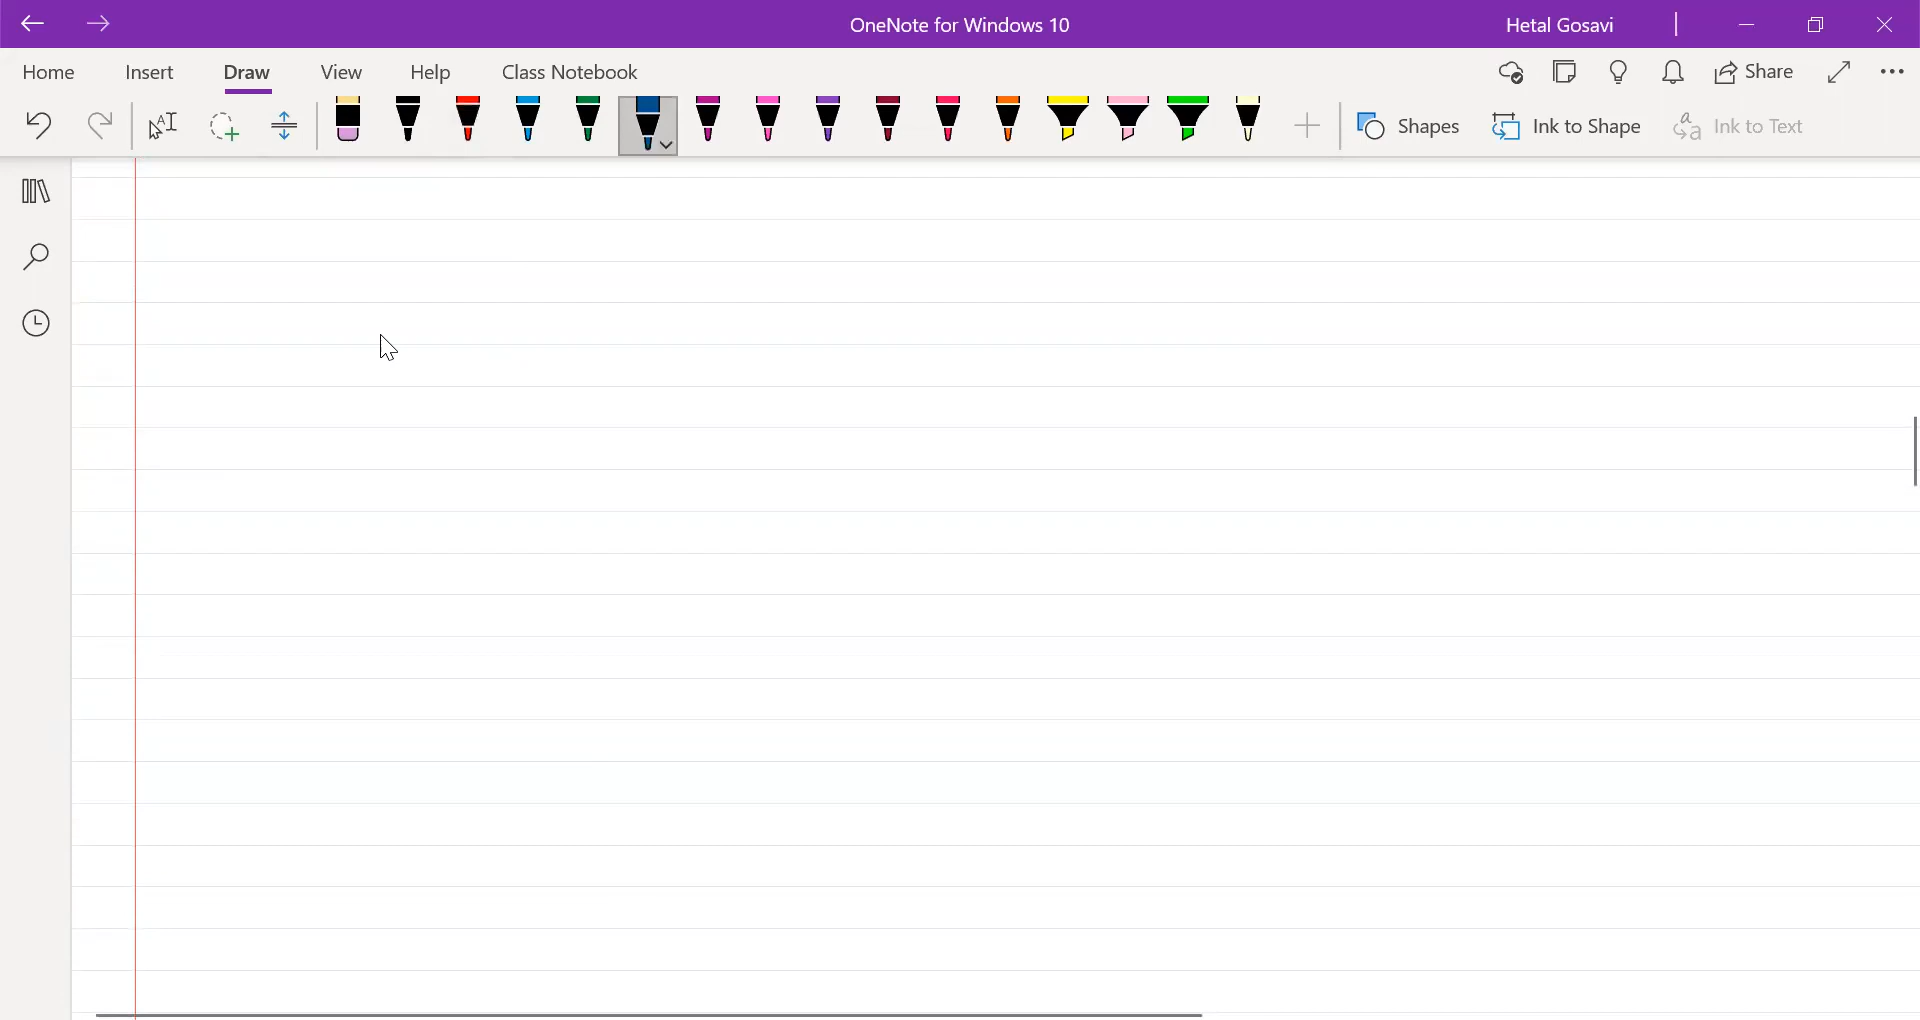 OneNote for Windows 10 Hetal Gosavi
Home Insert Draw View Help Class Notebook Share
Shapes Ink to Shape Ink to Text